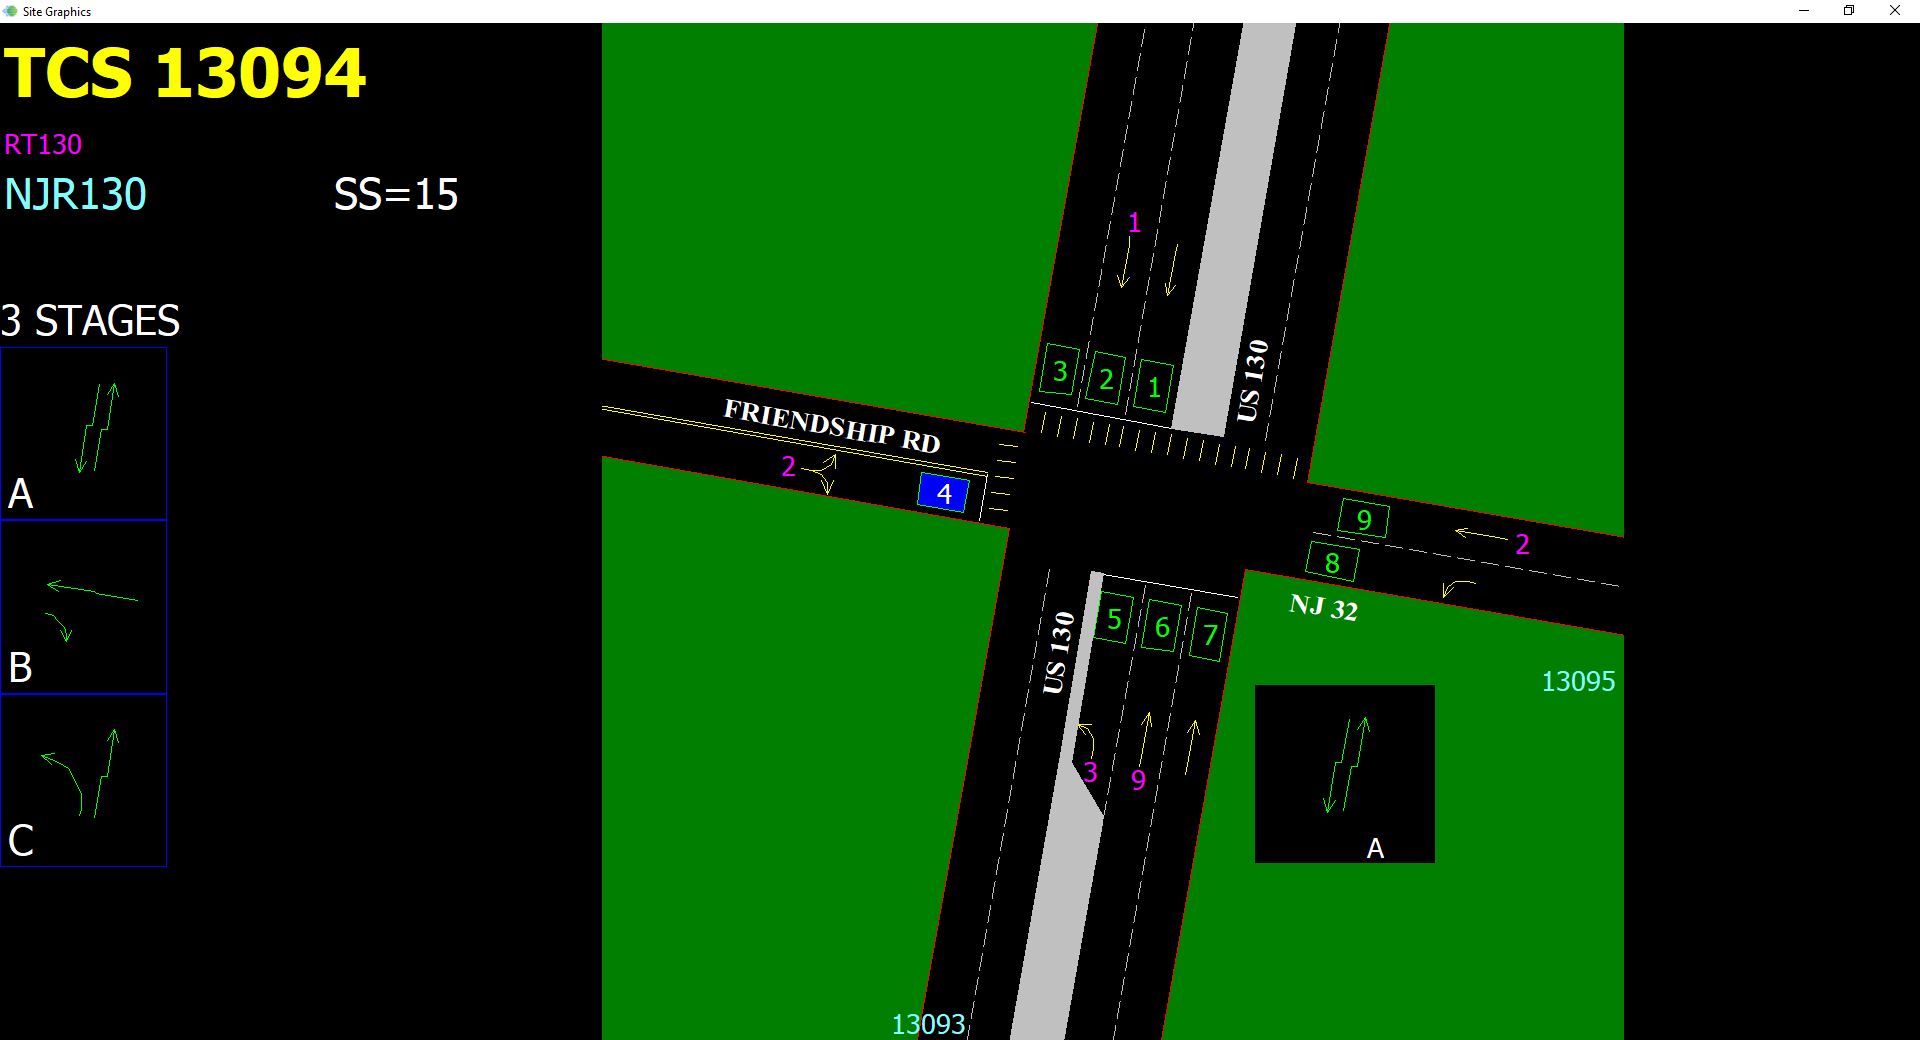 Site Graphics
TCS 13094
RT130
NJR130
SS=15
3 STAGES
A
B
C
1
US 130
3
2
1
FRIENDSHIP RD
2
4
9
2
8
NJ 32
US 130
5
6
7
13095
3
9
A
13093